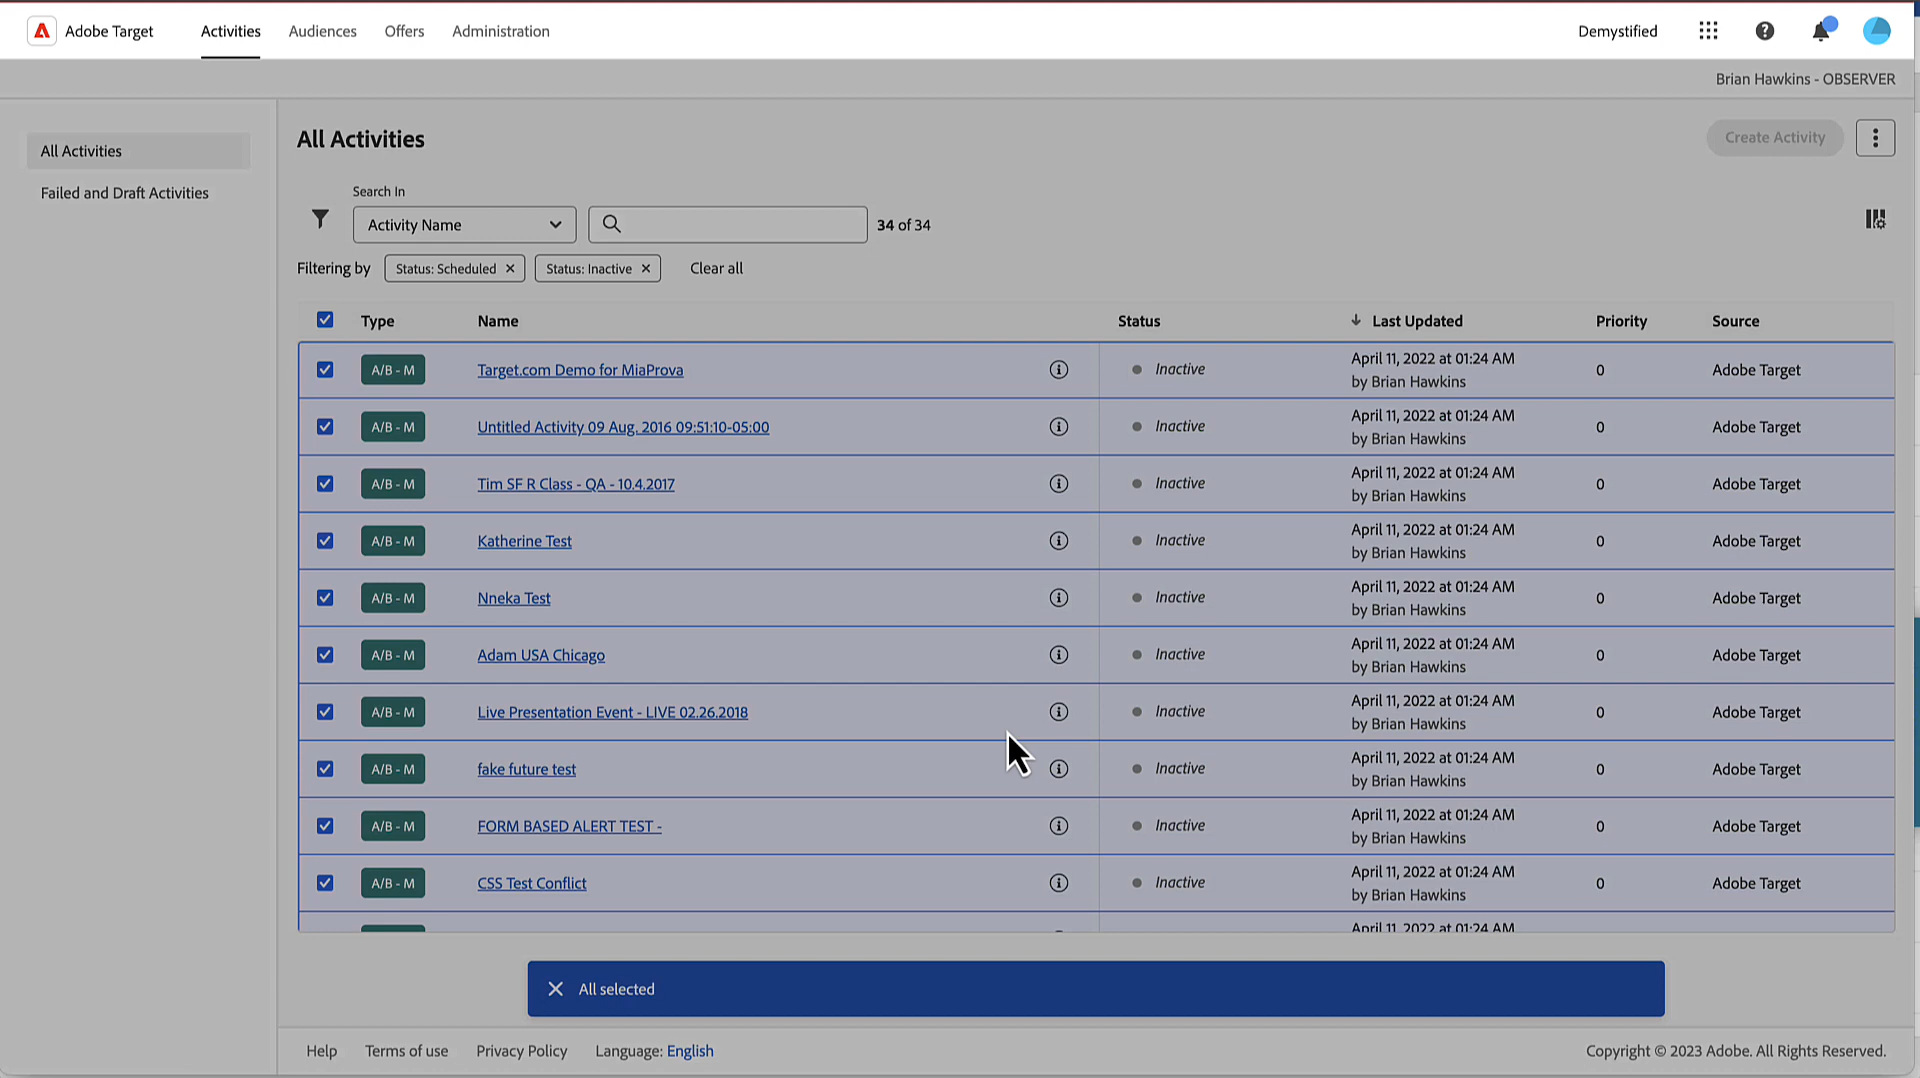 Adobe Target
Activities
Audiences
Offers
Administration
Demystified
Brian Hawkins - OBSERVER
All Activities
Failed and Draft Activities
All Activities
Create Activity
Search In
Activity Name
34 of 34
Filtering by
Status: Scheduled
Status: Inactive
Clear all
Type Name Status Last Updated Priority Source
A/B - M Target.com Demo for MiaProva Inactive April 11, 2022 at 01:24 AM 0 Adobe Target
by Brian Hawkins
A/B - M Untitled Activity 09 Aug. 2016 09:51:10-05:00 Inactive April 11, 2022 at 01:24 AM 0 Adobe Target
by Brian Hawkins
A/B - M Tim SF R Class - QA - 10.4.2017 Inactive April 11, 2022 at 01:24 AM 0 Adobe Target
by Brian Hawkins
A/B - M Katherine Test Inactive April 11, 2022 at 01:24 AM 0 Adobe Target
by Brian Hawkins
A/B - M Nneka Test Inactive April 11, 2022 at 01:24 AM 0 Adobe Target
by Brian Hawkins
A/B - M Adam USA Chicago Inactive April 11, 2022 at 01:24 AM 0 Adobe Target
by Brian Hawkins
A/B - M Live Presentation Event - LIVE 02.26.2018 Inactive April 11, 2022 at 01:24 AM 0 Adobe Target
by Brian Hawkins
A/B - M fake future test Inactive April 11, 2022 at 01:24 AM 0 Adobe Target
by Brian Hawkins
A/B - M FORM BASED ALERT TEST - Inactive April 11, 2022 at 01:24 AM 0 Adobe Target
by Brian Hawkins
A/B - M CSS Test Conflict Inactive April 11, 2022 at 01:24 AM 0 Adobe Target
by Brian Hawkins
April 11, 2022 at 01:24 AM
All selected
Help
Terms of use
Privacy Policy
Language: English
Copyright © 2023 Adobe. All Rights Reserved.